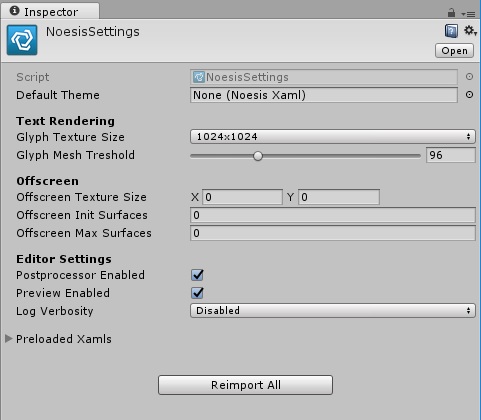 Inspector
NoesisSettings
Open
Script NoesisSettings
Default Theme None (Noesis Xaml)
Text Rendering
Glyph Texture Size 1024x1024
Glyph Mesh Treshold 96
Offscreen
Offscreen Texture Size X 0 Y 0
Offscreen Init Surfaces 0
Offscreen Max Surfaces 0
Editor Settings
Postprocessor Enabled
Preview Enabled
Log Verbosity Disabled
Preloaded Xamls
Reimport All